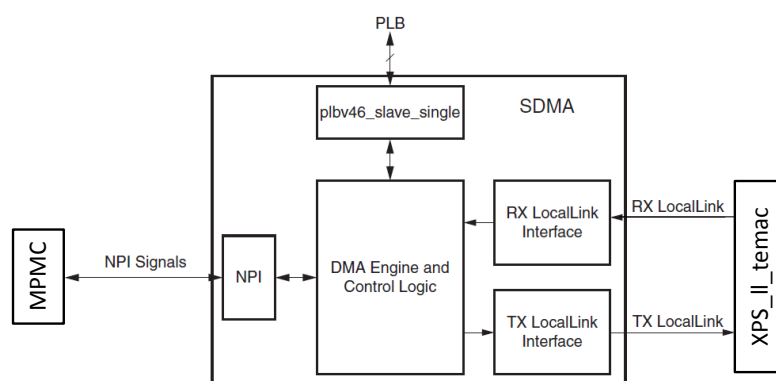 PLB
SDMA
plbv46_slave_single
MPMC
NPI Signals
NPI
DMA Engine and
Control Logic
RX LocalLink
Interface
RX LocalLink
TX LocalLink
Interface
TX LocalLink
XPS_ll_temac